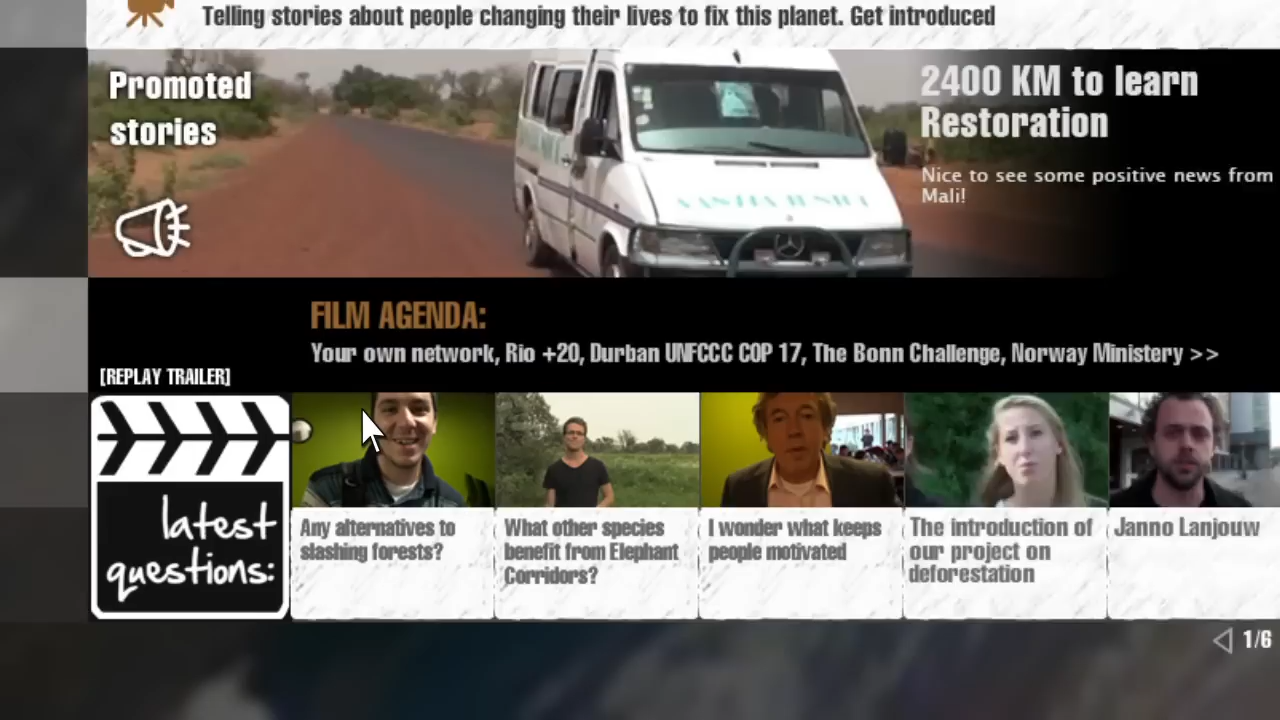 Telling stories about people changing their lives to fix this planet. Get introduced
Promoted
stories
2400 KM to learn
Restoration
Nice to see some positive news from
Mali!
FILM AGENDA:
Your own network, Rio +20, Durban UNFCCC COP 17, The Bonn Challenge, Norway Ministery >>
[REPLAY TRAILER]
latest
questions:
Any alternatives to
slashing forests?
What other species
benefit from Elephant
Corridors?
I wonder what keeps
people motivated
The introduction of
our project on
deforestation
Janno Lanjouw
1/6